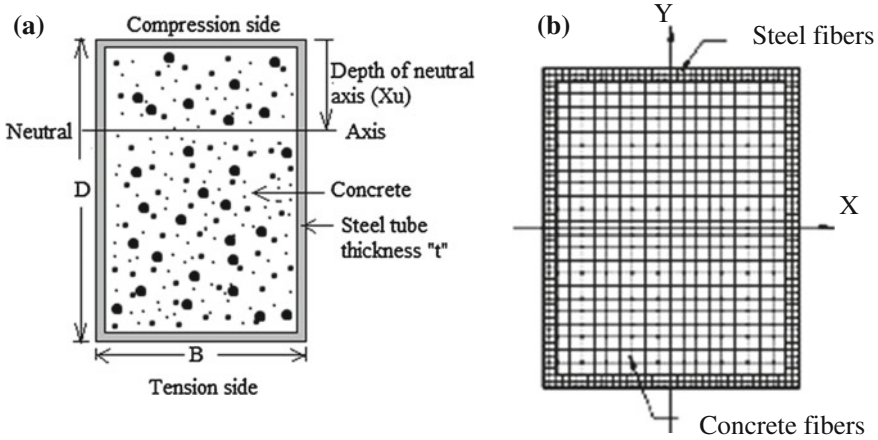 (a)
Compression side
Depth of neutral
axis (Xu)
Neutral
Axis
D
Concrete
Steel tube
thickness "t"
B
Tension side
(b)
Y
Steel fibers
X
Concrete fibers